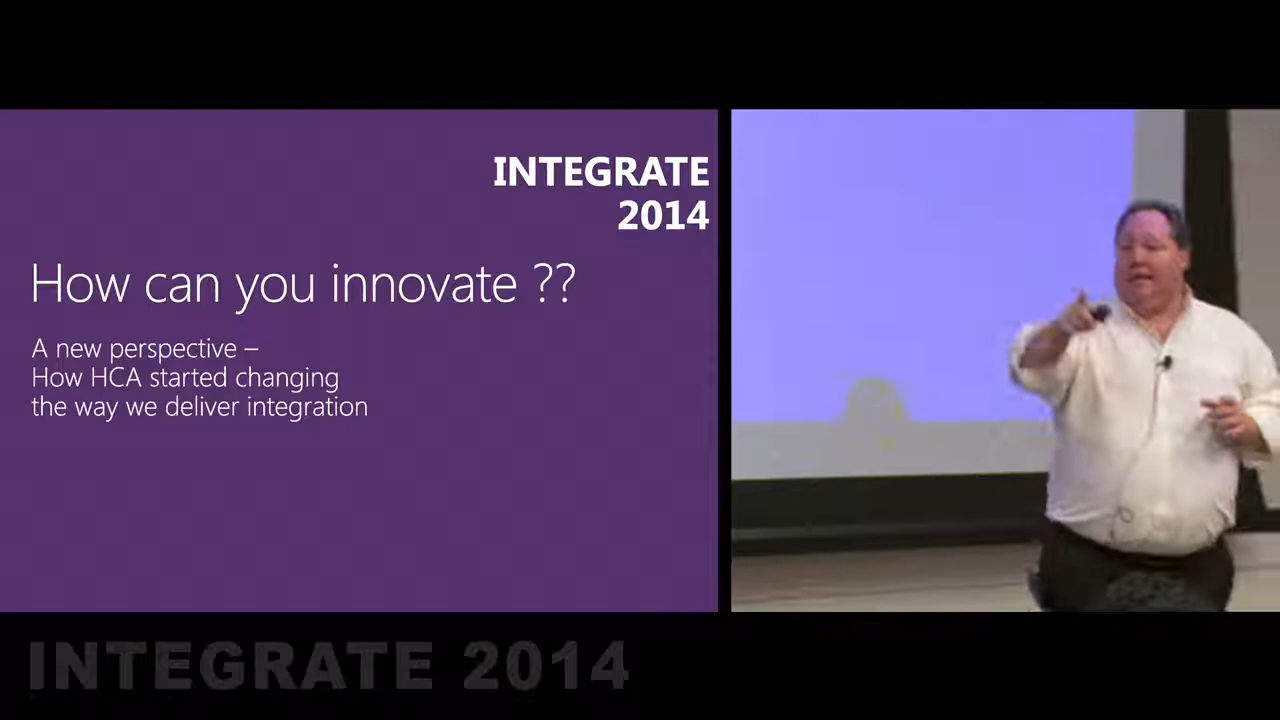 INTEGRATE
2014
How can you innovate ??
A new perspective –
How HCA started changing
the way we deliver integration
INTEGRATE 2014